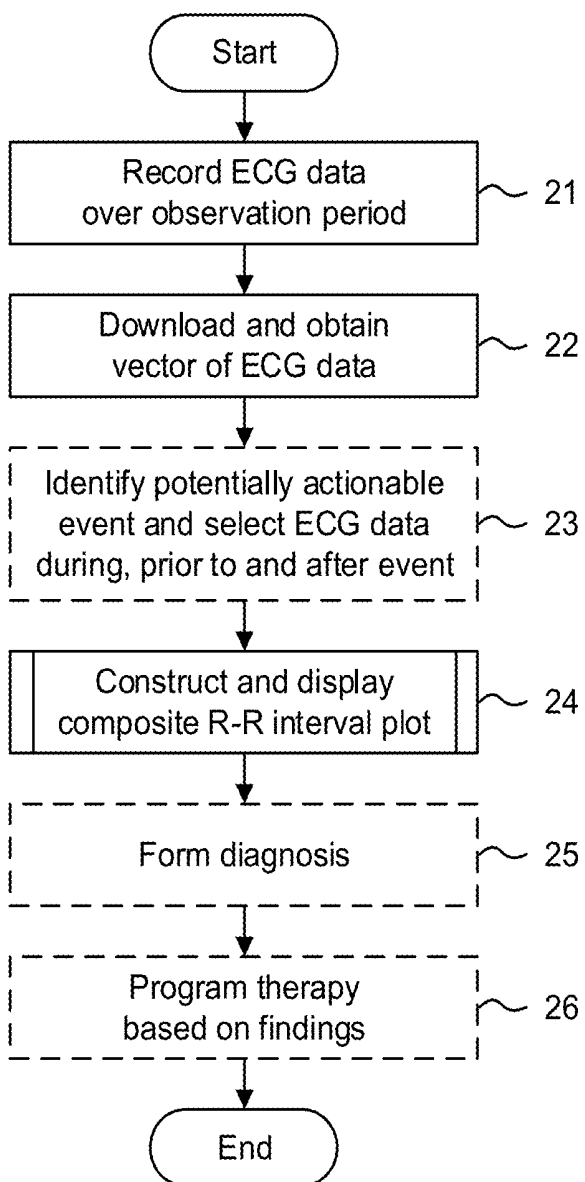 Start
Record ECG data
over observation period
21
Download and obtain
vector of ECG data
22
Identify potentially actionable
event and select ECG data
during, prior to and after event
23
Construct and display
composite R-R interval plot
24
Form diagnosis
25
Program therapy
based on findings
26
End